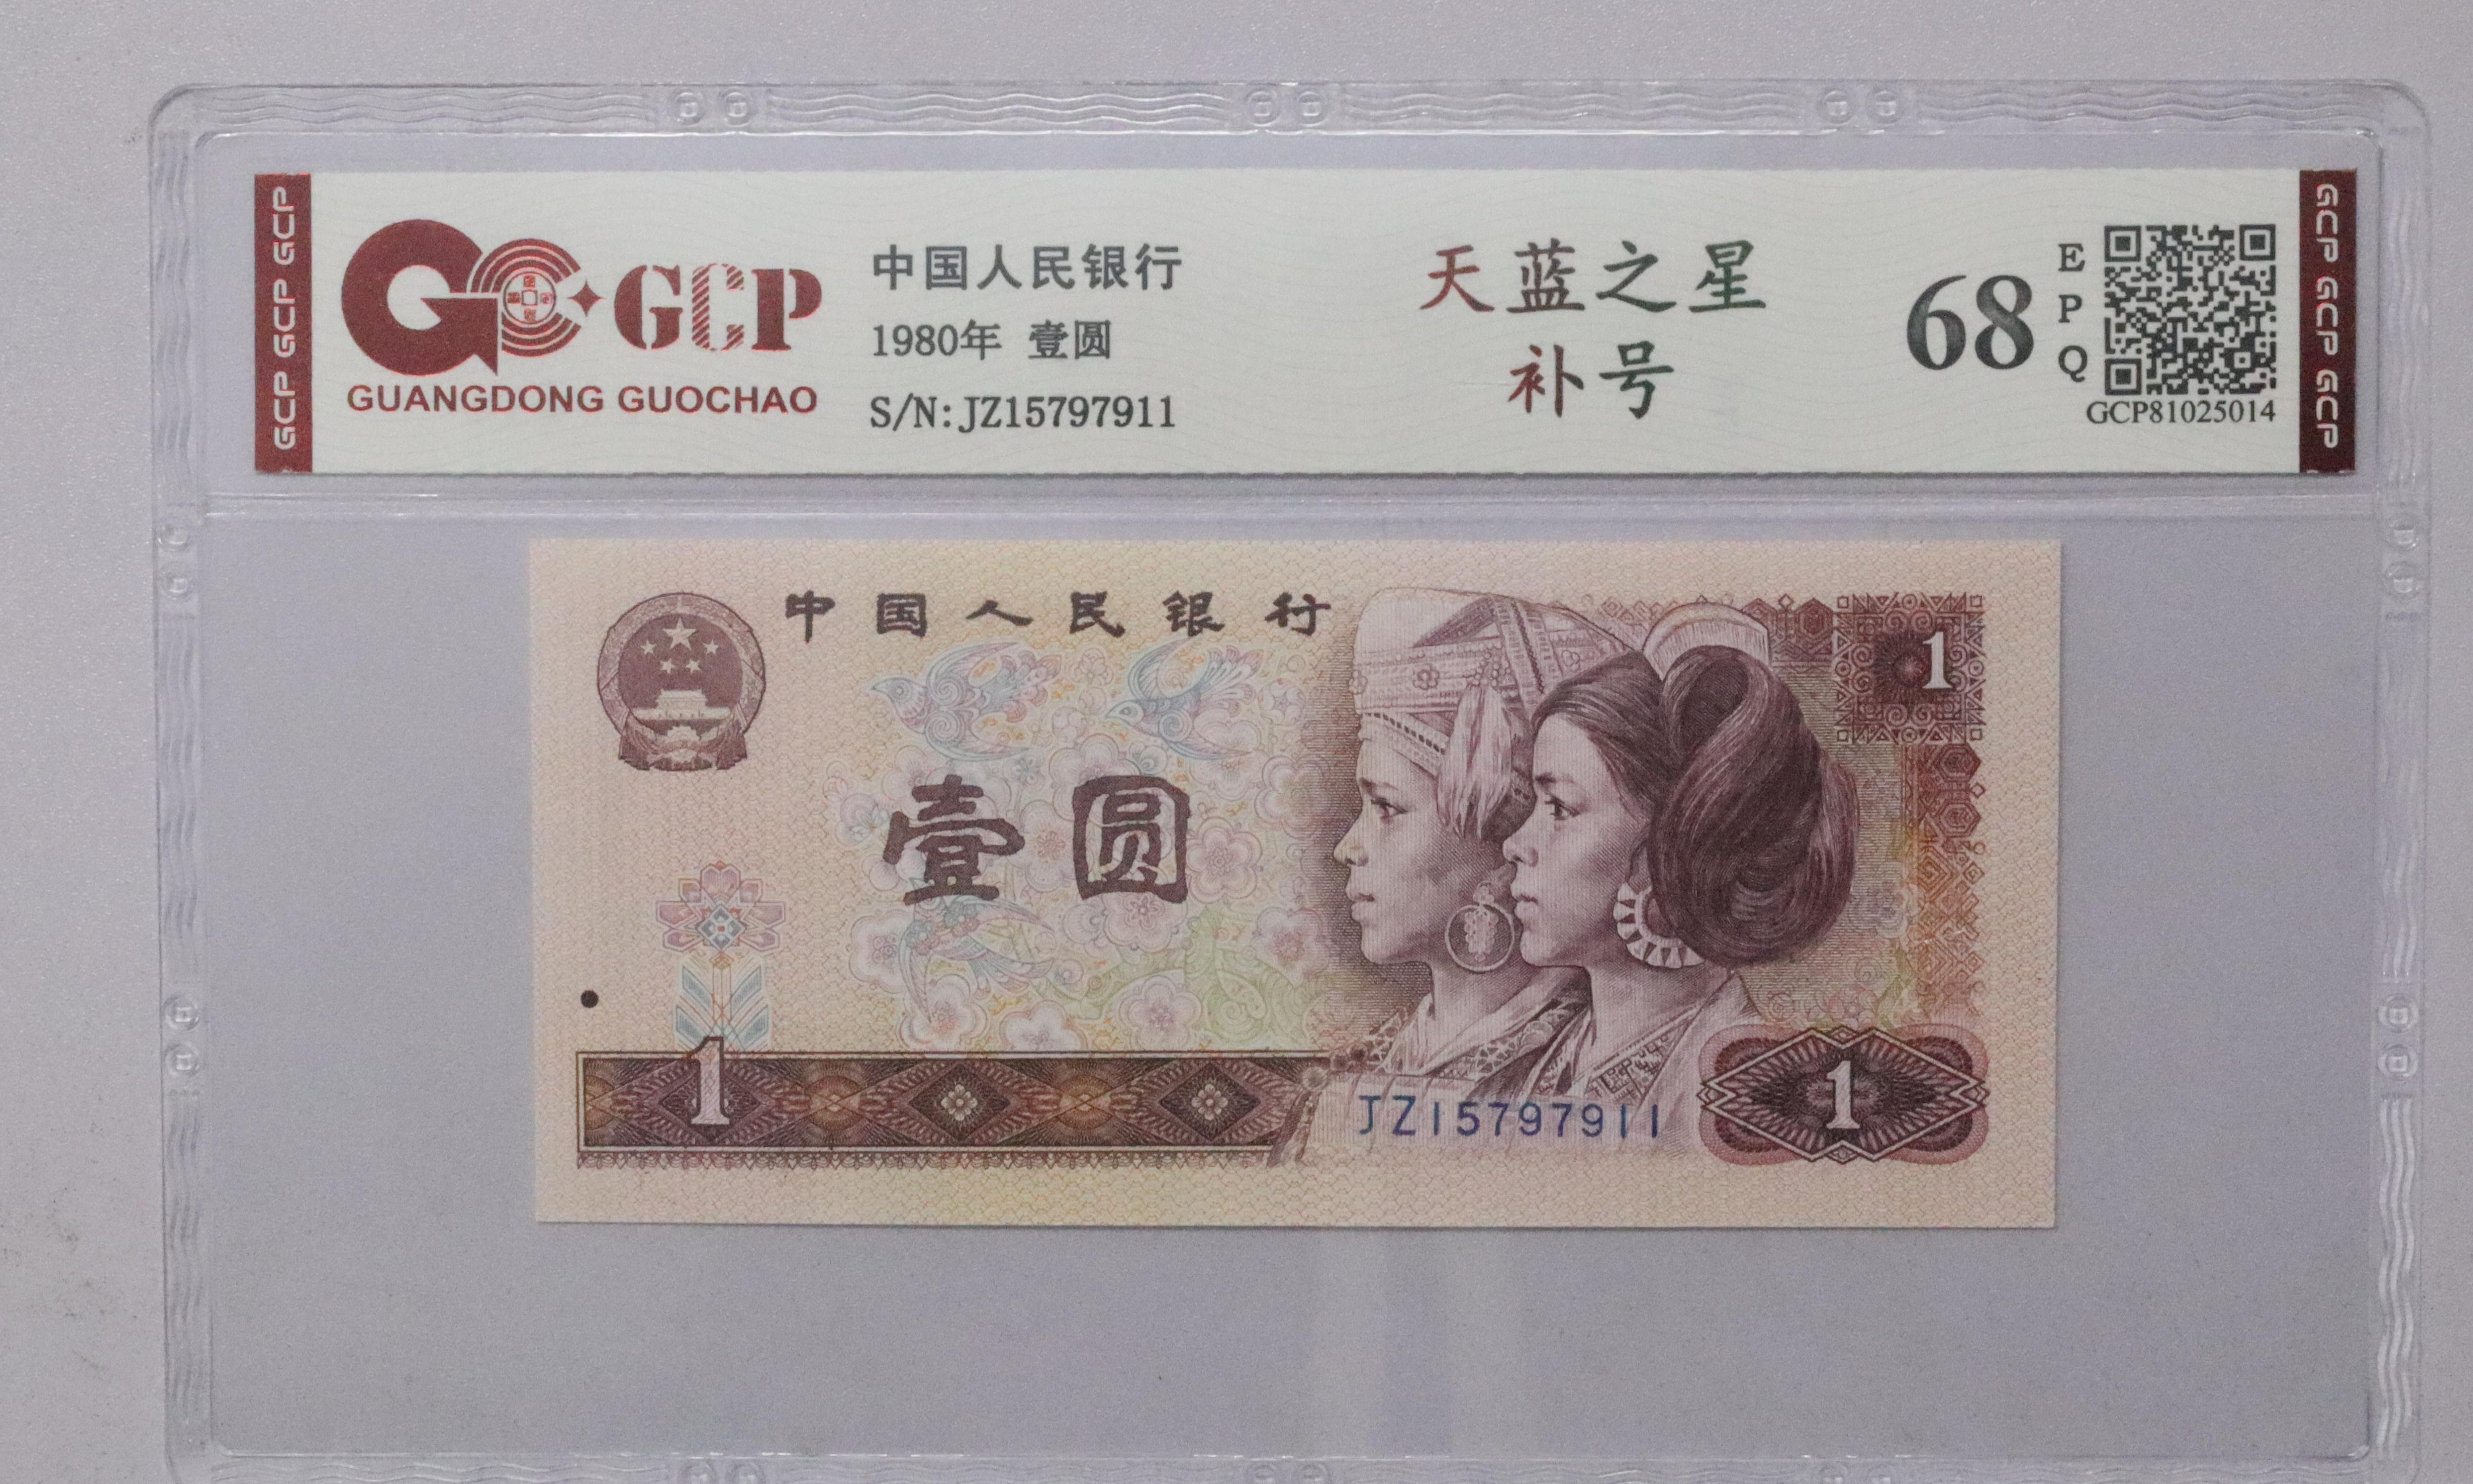 GCP GCP GCP
GCP
GUANGDONG GUOCHAO
中国人民银行
1980年 壹圆
S/N:JZ15797911
天蓝之星
补号
68
EPQ
GCP81025014
GCP GCP GCP
中国人民银行
1
壹圆
1
JZ15797911
1